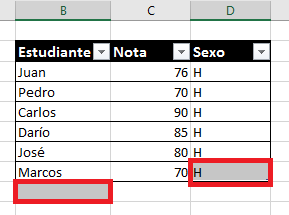 B C D
Estudiante Nota Sexo
Juan 76 H
Pedro 70 H
Carlos 90 H
Darío 85 H
José 80 H
Marcos 70 H